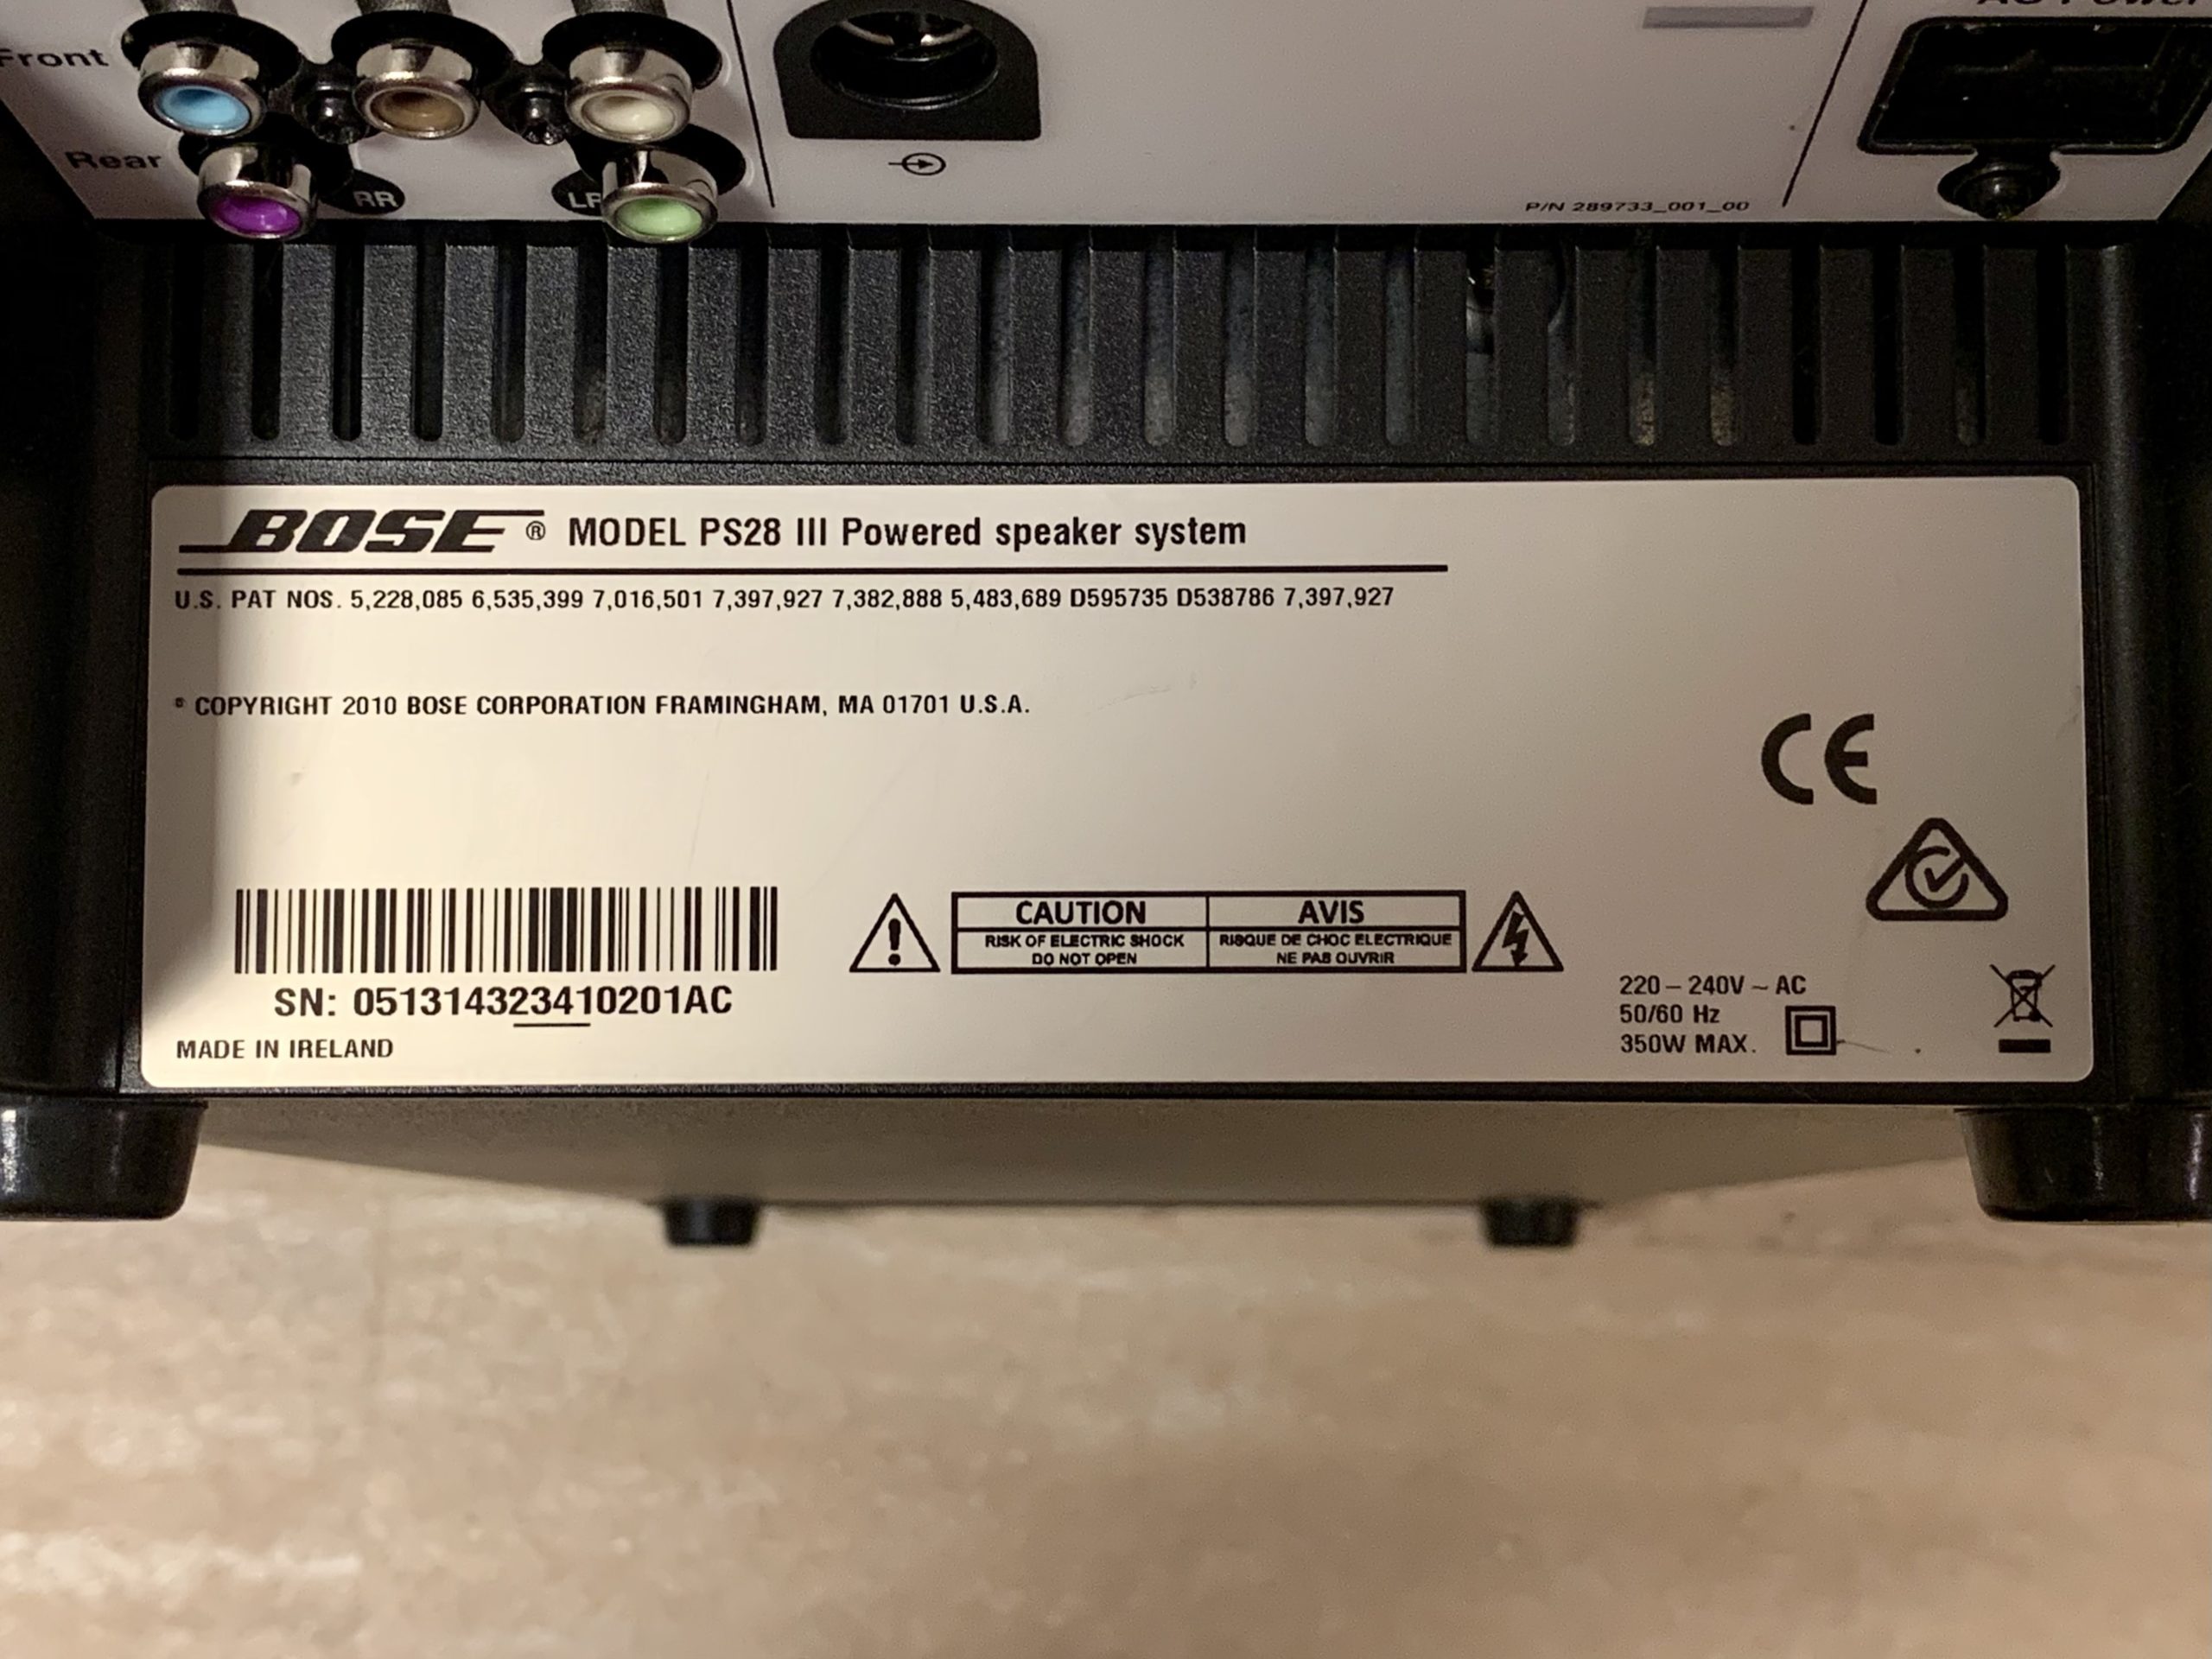 AC Power
Front
Rear
RR
P/N 289733_001_00
BOSE® MODEL PS28 III Powered speaker system
U.S. PAT NOS. 5,228,085 6,535,399 7,016,501 7,397,927 7,382,888 5,483,689 D595735 D538786 7,397,927
© COPYRIGHT 2010 BOSE CORPORATION FRAMINGHAM, MA 01701 U.S.A.
CE
CAUTION AVIS
RISK OF ELECTRIC SHOCK RISQUE DE CHOC ELECTRIQUE
DO NOT OPEN NE PAS OUVRIR
SN: 051314323410201AC
220 – 240V ~ AC
50/60 Hz
350W MAX.
MADE IN IRELAND